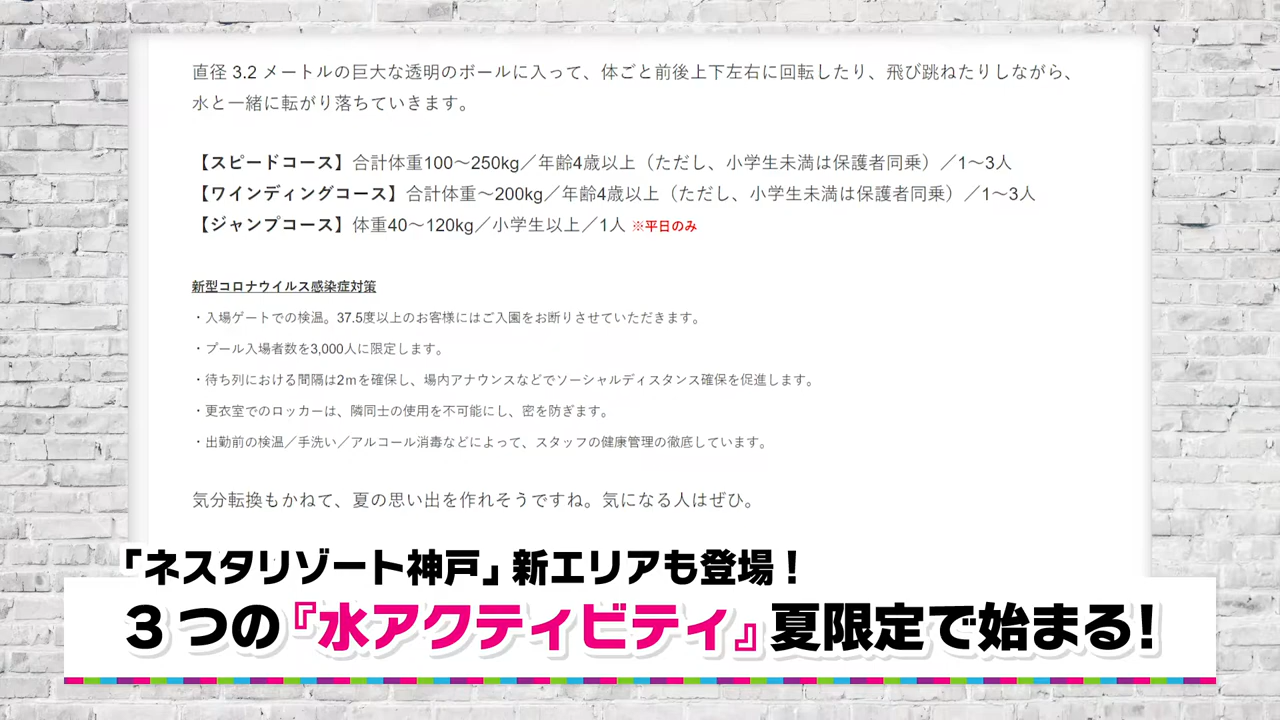 直径 3.2 メートルの巨大な透明のボールに入って、体ごと前後上下左右に回転したり、飛び跳ねたりしながら、
水と一緒に転がり落ちていきます。
【スピードコース】合計体重100〜250kg／年齢4歳以上（ただし、小学生未満は保護者同乗）／1〜3人
【ワインディングコース】合計体重〜200kg／年齢4歳以上（ただし、小学生未満は保護者同乗）／1〜3人
【ジャンプコース】体重40〜120kg／小学生以上／1人 ※平日のみ
新型コロナウイルス感染症対策
・入場ゲートでの検温。37.5度以上のお客様にはご入園をお断りさせていただきます。
・プール入場者数を3,000人に限定します。
・待ち列における間隔は2ｍを確保し、場内アナウンスなどでソーシャルディスタンス確保を促進します。
・更衣室でのロッカーは、隣同士の使用を不可能にし、密を防ぎます。
・出勤前の検温／手洗い／アルコール消毒などによって、スタッフの健康管理の徹底しています。
気分転換もかねて、夏の思い出を作れそうですね。気になる人はぜひ。
「ネスタリゾート神戸」新エリアも登場！
３つの『水アクティビティ』夏限定で始まる！